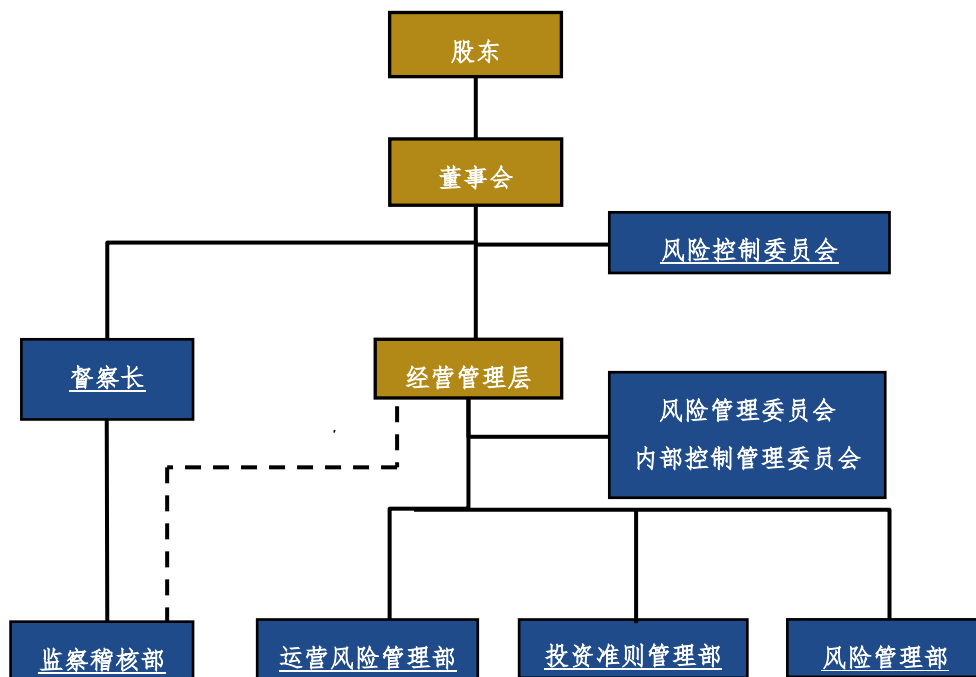 股东
董事会
风险控制委员会
督察长
经营管理层
风险管理委员会
内部控制管理委员会
监察稽核部
运营风险管理部
投资准则管理部
风险管理部